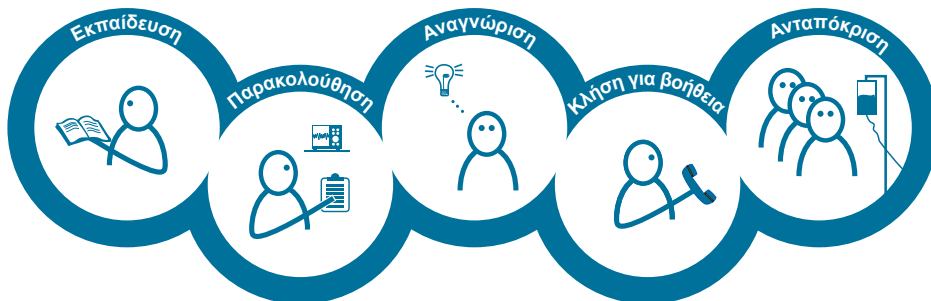 Εκπαίδευση
Παρακολούθηση
Αναγνώριση
Κλήση για βοήθεια
Ανταπόκριση